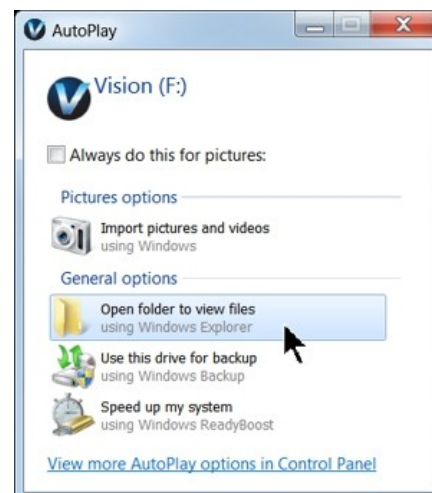 AutoPlay
Vision (F:)
Always do this for pictures:
Pictures options
Import pictures and videos
using Windows
General options
Open folder to view files
using Windows Explorer
Use this drive for backup
using Windows Backup
Speed up my system
using Windows ReadyBoost
View more AutoPlay options in Control Panel